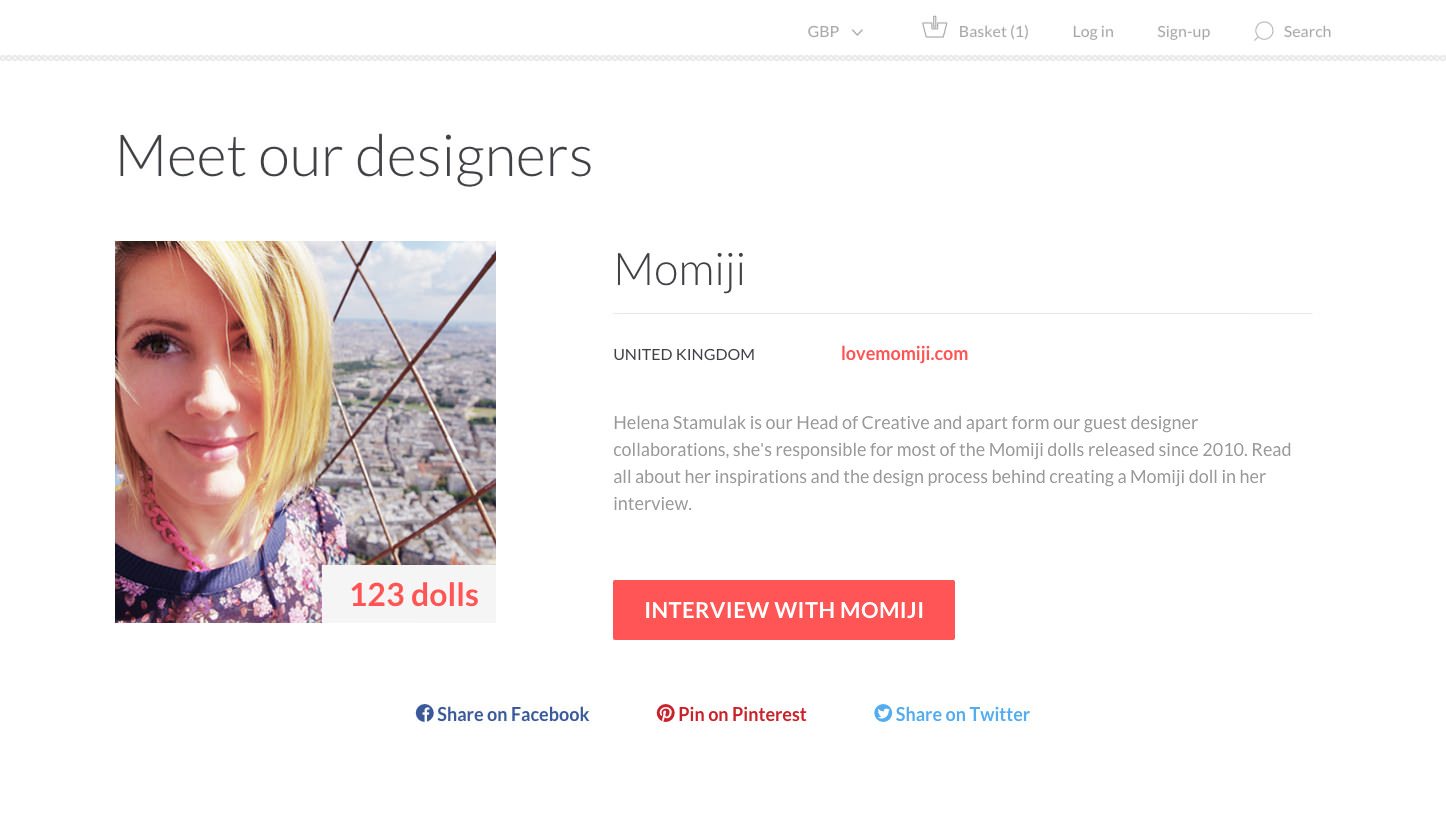 GBP Basket (1) Log in Sign-up Search
Meet our designers
Momiji
UNITED KINGDOM lovemomiji.com
Helena Stamulak is our Head of Creative and apart form our guest designer
collaborations, she's responsible for most of the Momiji dolls released since 2010. Read
all about her inspirations and the design process behind creating a Momiji doll in her
interview.
123 dolls
INTERVIEW WITH MOMIJI
Share on Facebook Pin on Pinterest Share on Twitter